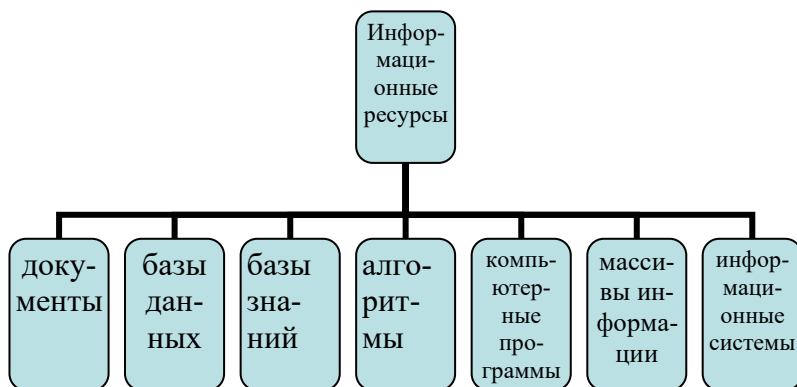 Инфор-
маци-
онные
ресурсы
доку-
менты
базы
дан-
ных
базы
зна-
ний
алго-
рит-
мы
компь-
ютер-
ные
про-
граммы
масси-
вы ин-
форма-
ции
инфор-
маци-
онные
системы